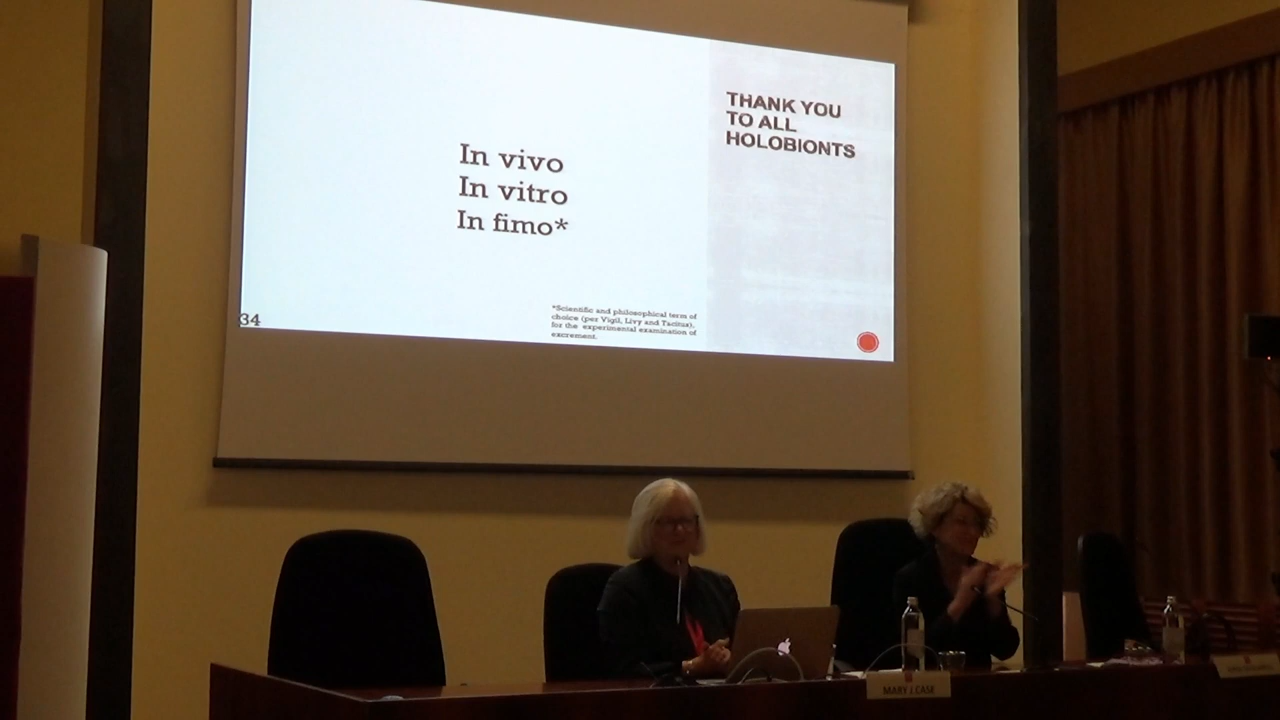 THANK YOU
TO ALL
HOLOBIONTS
In vivo
In vitro
In fimo*
*Scientific and philosophical term of
choice (per Vigil, Livy and Tacitus),
for the experimental examination of
excrement.
34
MARY J CASE